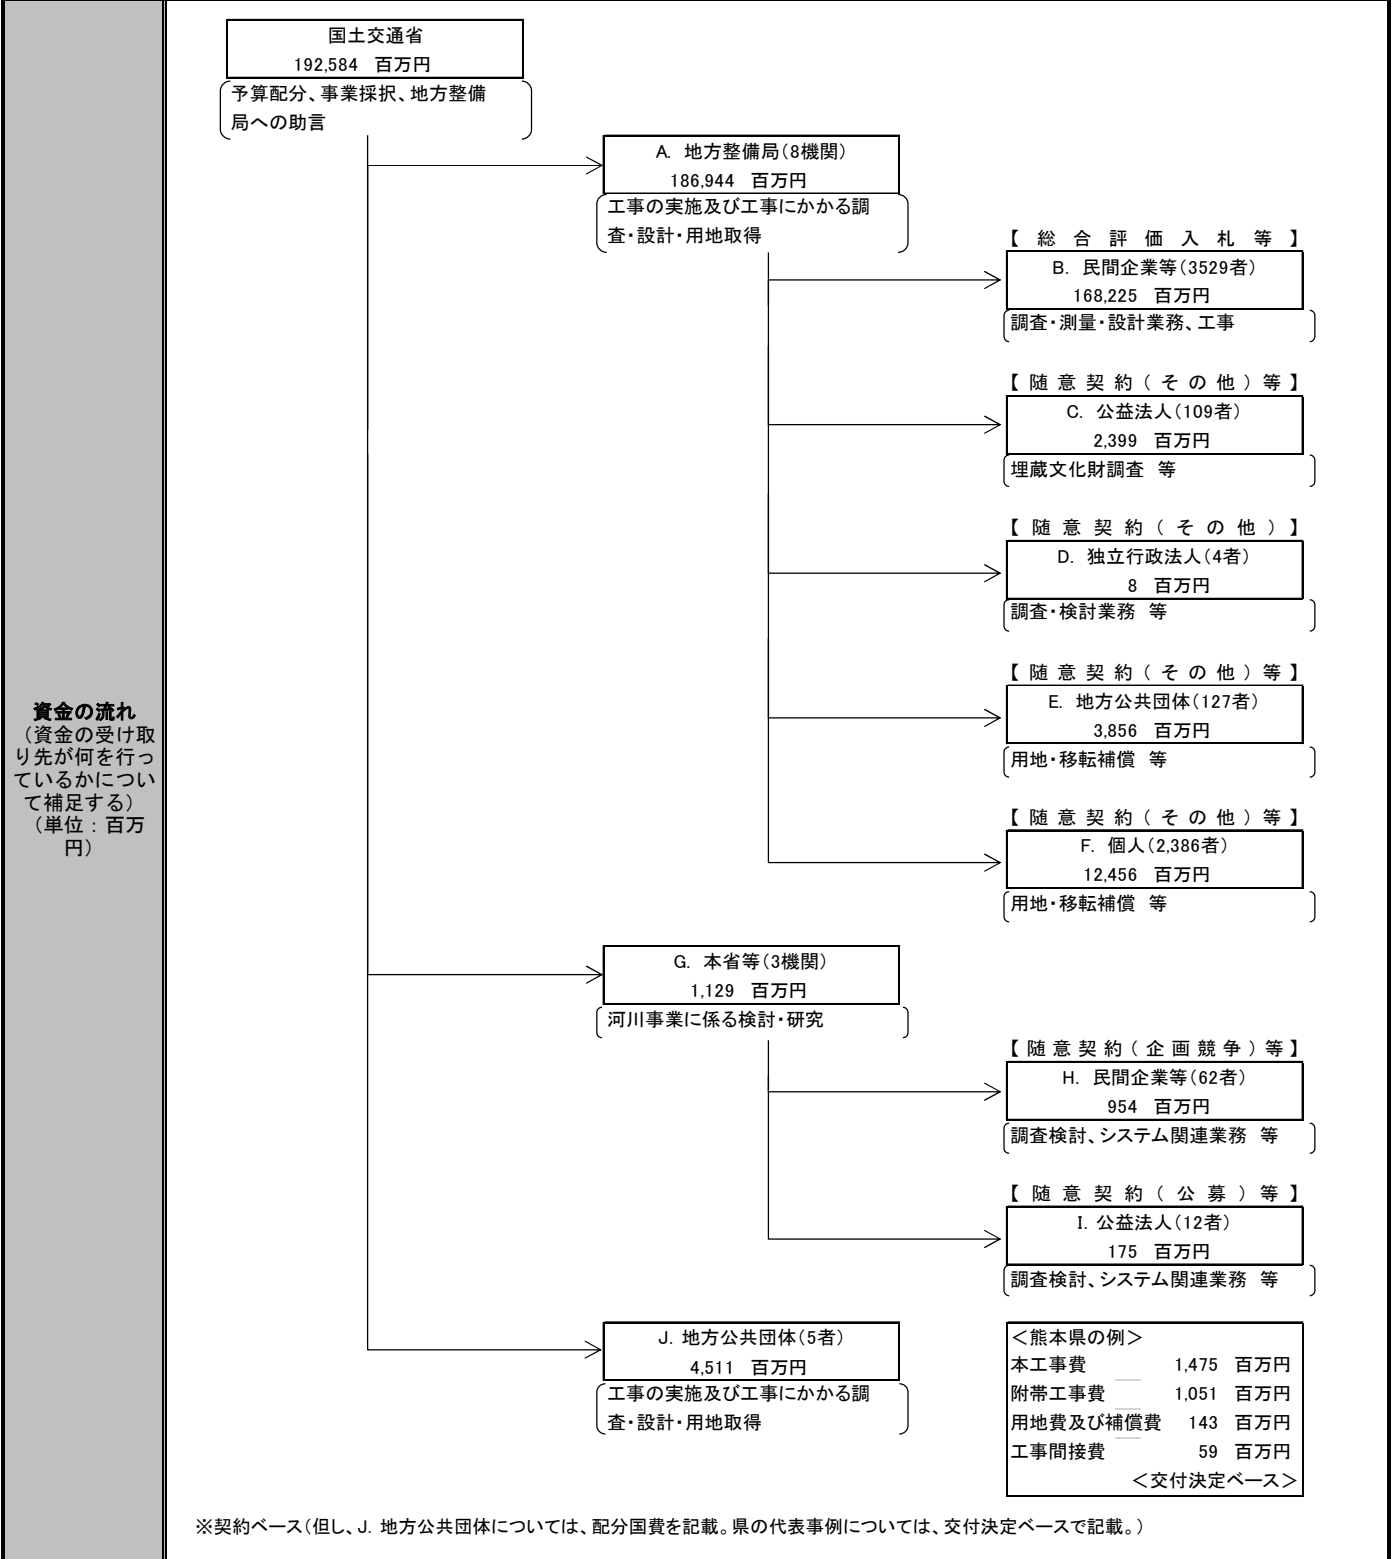 資金の流れ
（資金の受け取
り先が何を行っ
ているかについ
て補足する）
（単位：百万
円）
国土交通省
192,584 百万円
予算配分、事業採択、地方整備
局への助言
A. 地方整備局(8機関)
186,944 百万円
工事の実施及び工事にかかる調
査・設計・用地取得
【総合評価入札等】
B. 民間企業等(3529者)
168,225 百万円
調査・測量・設計業務、工事
【随意契約(その他)等】
C. 公益法人(109者)
2,399 百万円
埋蔵文化財調査 等
【随意契約(その他)】
D. 独立行政法人(4者)
8 百万円
調査・検討業務 等
【随意契約(その他)等】
E. 地方公共団体(127者)
3,856 百万円
用地・移転補償 等
【随意契約(その他)等】
F. 個人(2,386者)
12,456 百万円
用地・移転補償 等
G. 本省等(3機関)
1,129 百万円
河川事業に係る検討・研究
【随意契約(企画競争)等】
H. 民間企業等(62者)
954 百万円
調査検討、システム関連業務 等
【随意契約(公募)等】
I. 公益法人(12者)
175 百万円
調査検討、システム関連業務 等
J. 地方公共団体(5者)
4,511 百万円
工事の実施及び工事にかかる調
査・設計・用地取得
＜熊本県の例＞
本工事費 1,475 百万円
附帯工事費 1,051 百万円
用地費及び補償費 143 百万円
工事間接費 59 百万円
＜交付決定ベース＞
※契約ベース(但し、J. 地方公共団体については、配分国費を記載。県の代表事例については、交付決定ベースで記載。)